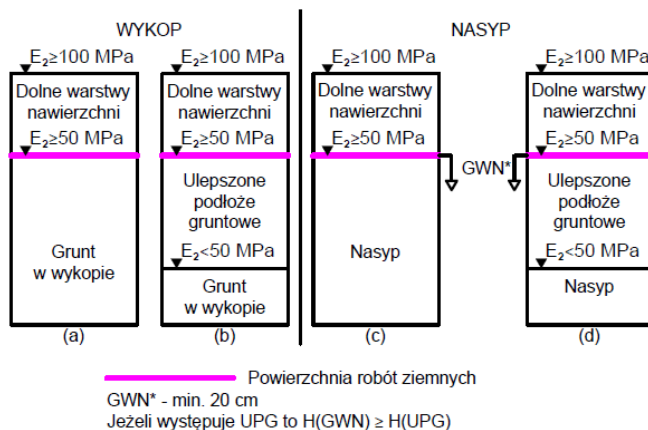 WYKOP
NASYP
E₂≥100 MPa
E₂≥100 MPa
E₂≥100 MPa
E₂≥100 MPa
Dolne warstwy
nawierzchni
Dolne warstwy
nawierzchni
Dolne warstwy
nawierzchni
Dolne warstwy
nawierzchni
E₂≥50 MPa
E₂≥50 MPa
E₂≥50 MPa
E₂≥50 MPa
GWN*
Grunt
w wykopie
Ulepszone
podłoże
gruntowe
Nasyp
Ulepszone
podłoże
gruntowe
E₂<50 MPa
E₂<50 MPa
Grunt
w wykopie
Nasyp
(a)
(b)
(c)
(d)
Powierzchnia robót ziemnych
GWN* - min. 20 cm
Jeżeli występuje UPG to H(GWN) ≥ H(UPG)